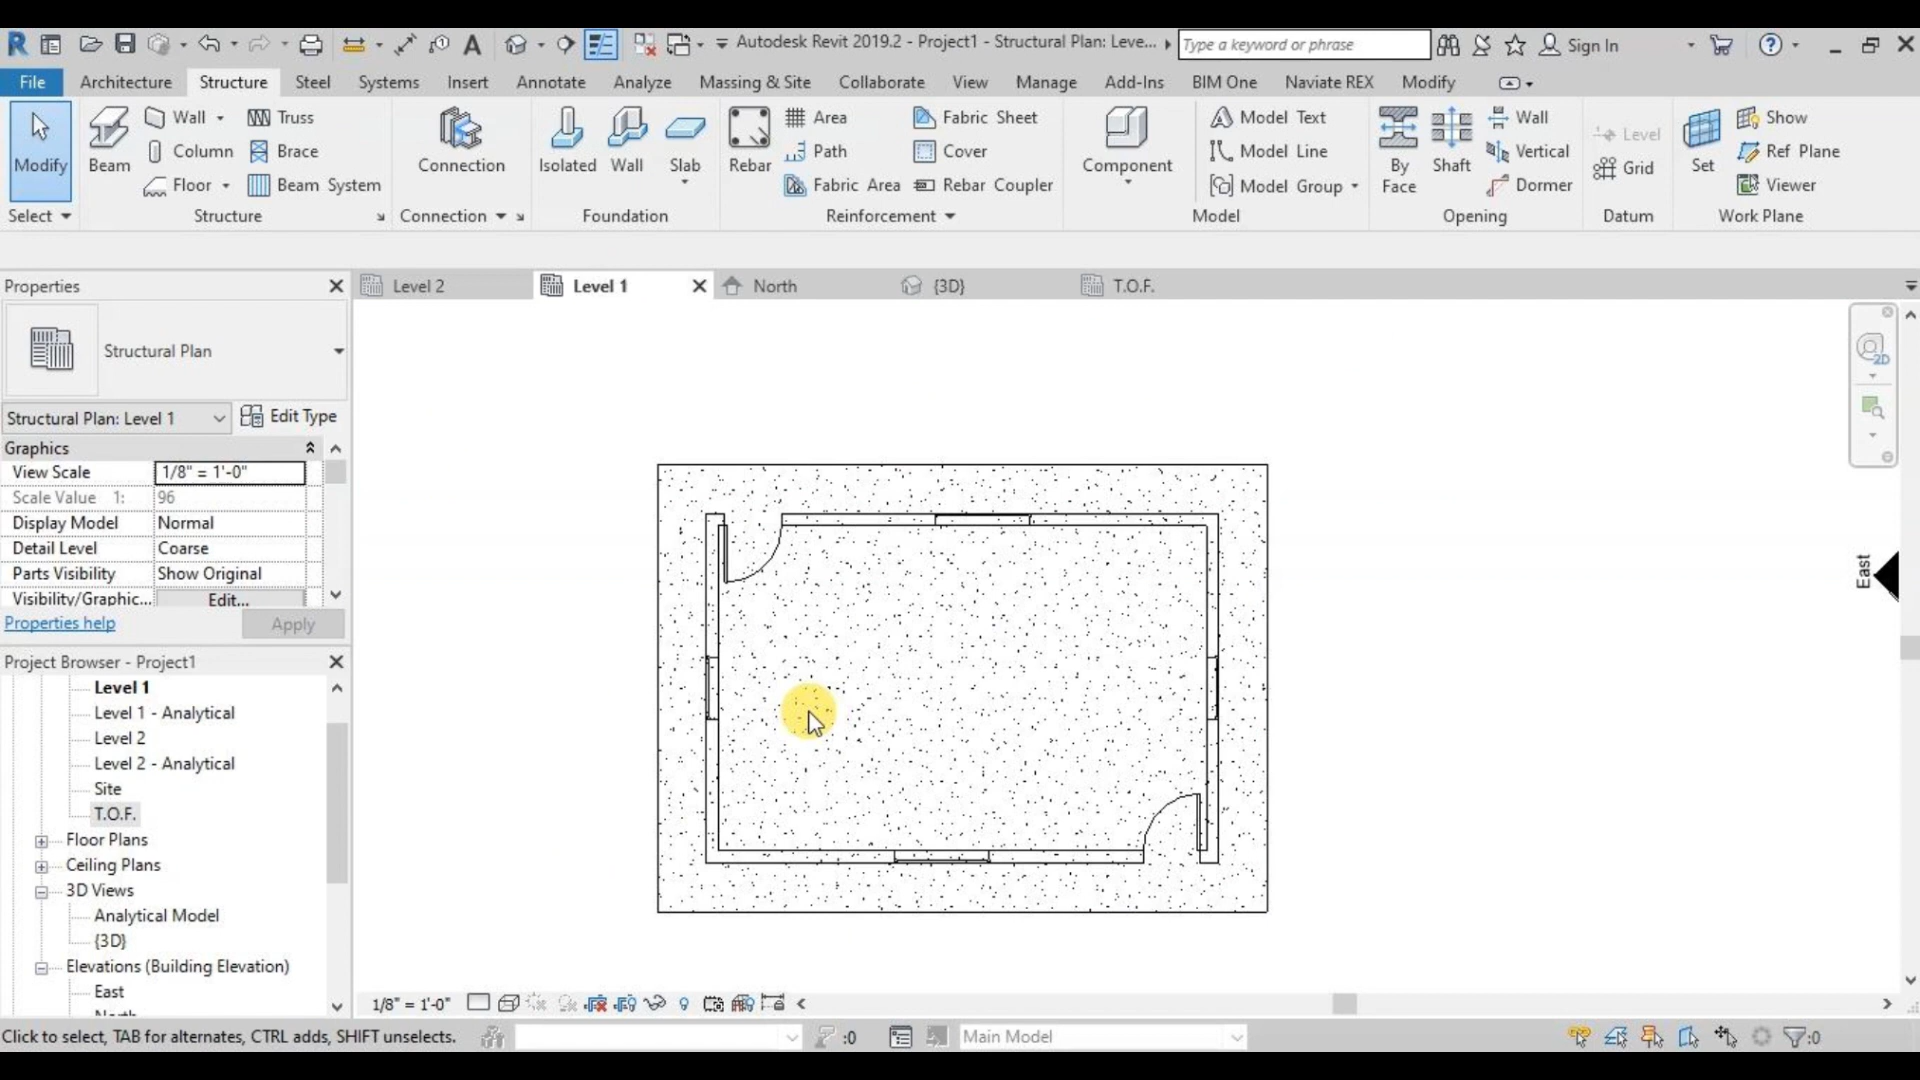 Autodesk Revit 2019.2 - Project1 - Structural Plan: Leve...
Type a keyword or phrase
Sign In
File Architecture Structure Steel Systems Insert Annotate Analyze Massing & Site Collaborate View Manage Add-Ins BIM One Naviate REX Modify
Modify
Select
Beam
Wall
Column
Floor
Truss
Brace
Beam System
Structure
Connection
Connection
Isolated
Wall
Slab
Foundation
Rebar
Area
Path
Fabric Area
Fabric Sheet
Cover
Rebar Coupler
Reinforcement
Component
Model Text
Model Line
Model Group
Model
By
Face
Shaft
Wall
Vertical
Dormer
Opening
Level
Grid
Datum
Set
Show
Ref Plane
Viewer
Work Plane
Properties
Level 2
Level 1
North
{3D}
T.O.F.
Structural Plan
Structural Plan: Level 1
Edit Type
Graphics
View Scale 1/8" = 1'-0"
Scale Value 1: 96
Display Model Normal
Detail Level Coarse
Parts Visibility Show Original
Visibility/Graphic... Edit...
Properties help
Apply
Project Browser - Project1
Level 1
Level 1 - Analytical
Level 2
Level 2 - Analytical
Site
T.O.F.
Floor Plans
Ceiling Plans
3D Views
Analytical Model
{3D}
Elevations (Building Elevation)
East
North
East
2D
1/8" = 1'-0"
Click to select, TAB for alternates, CTRL adds, SHIFT unselects.
:0
Main Model
:0